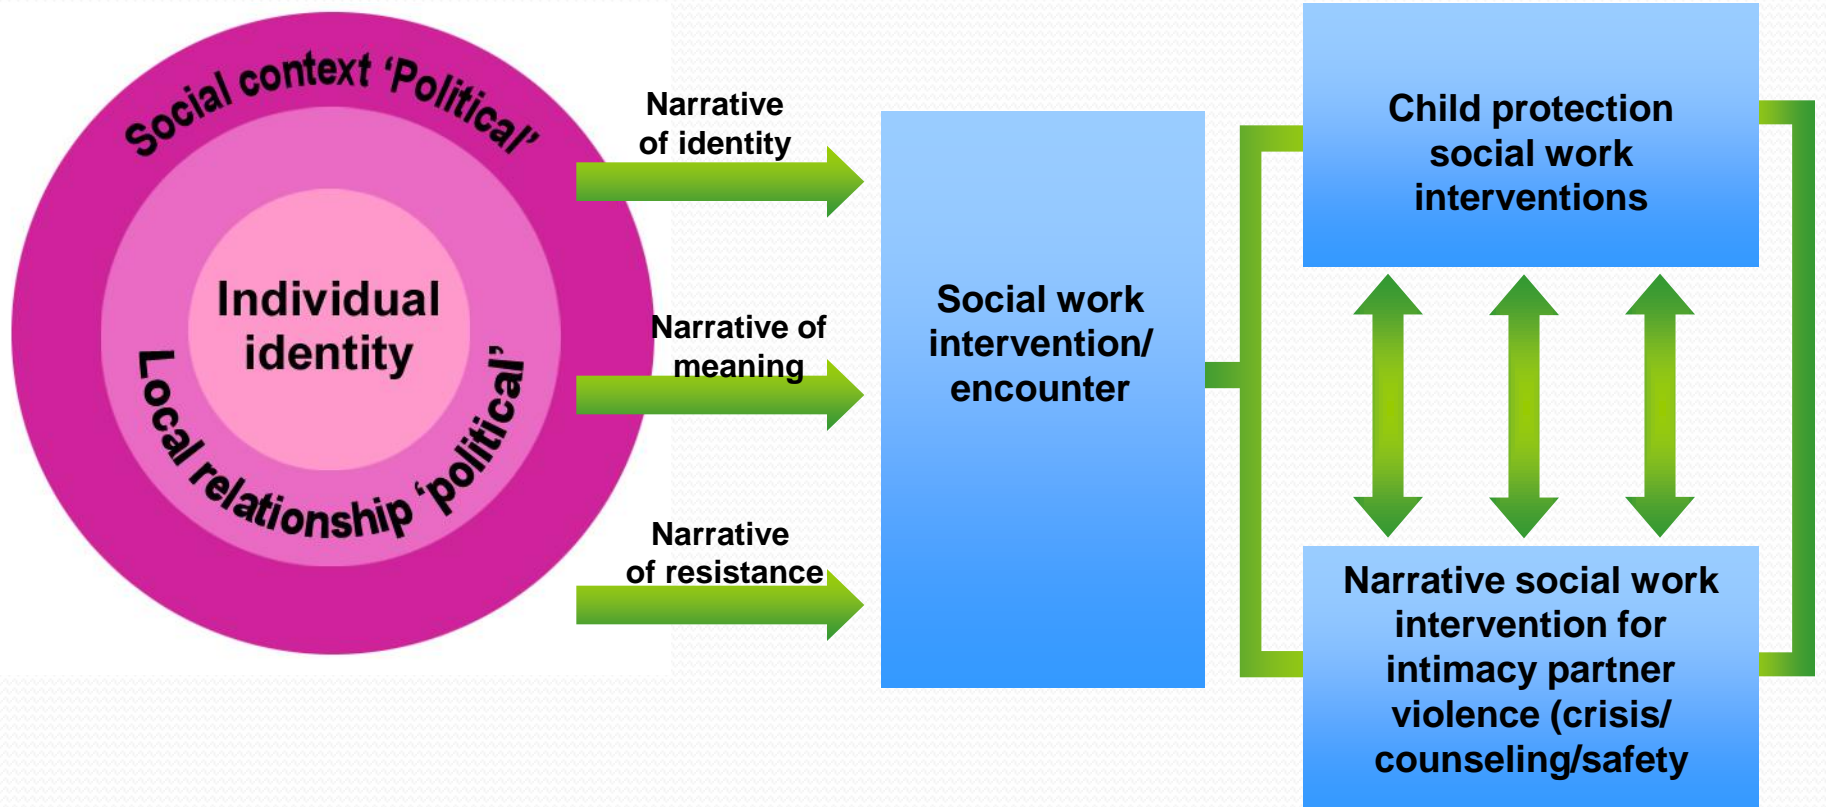 Social context ‘Political’
Individual
identity
Local relationship ‘political’
Narrative
of identity
Narrative of
meaning
Narrative
of resistance
Social work
intervention/
encounter
Child protection
social work
interventions
Narrative social work
intervention for
intimacy partner
violence (crisis/
counseling/safety